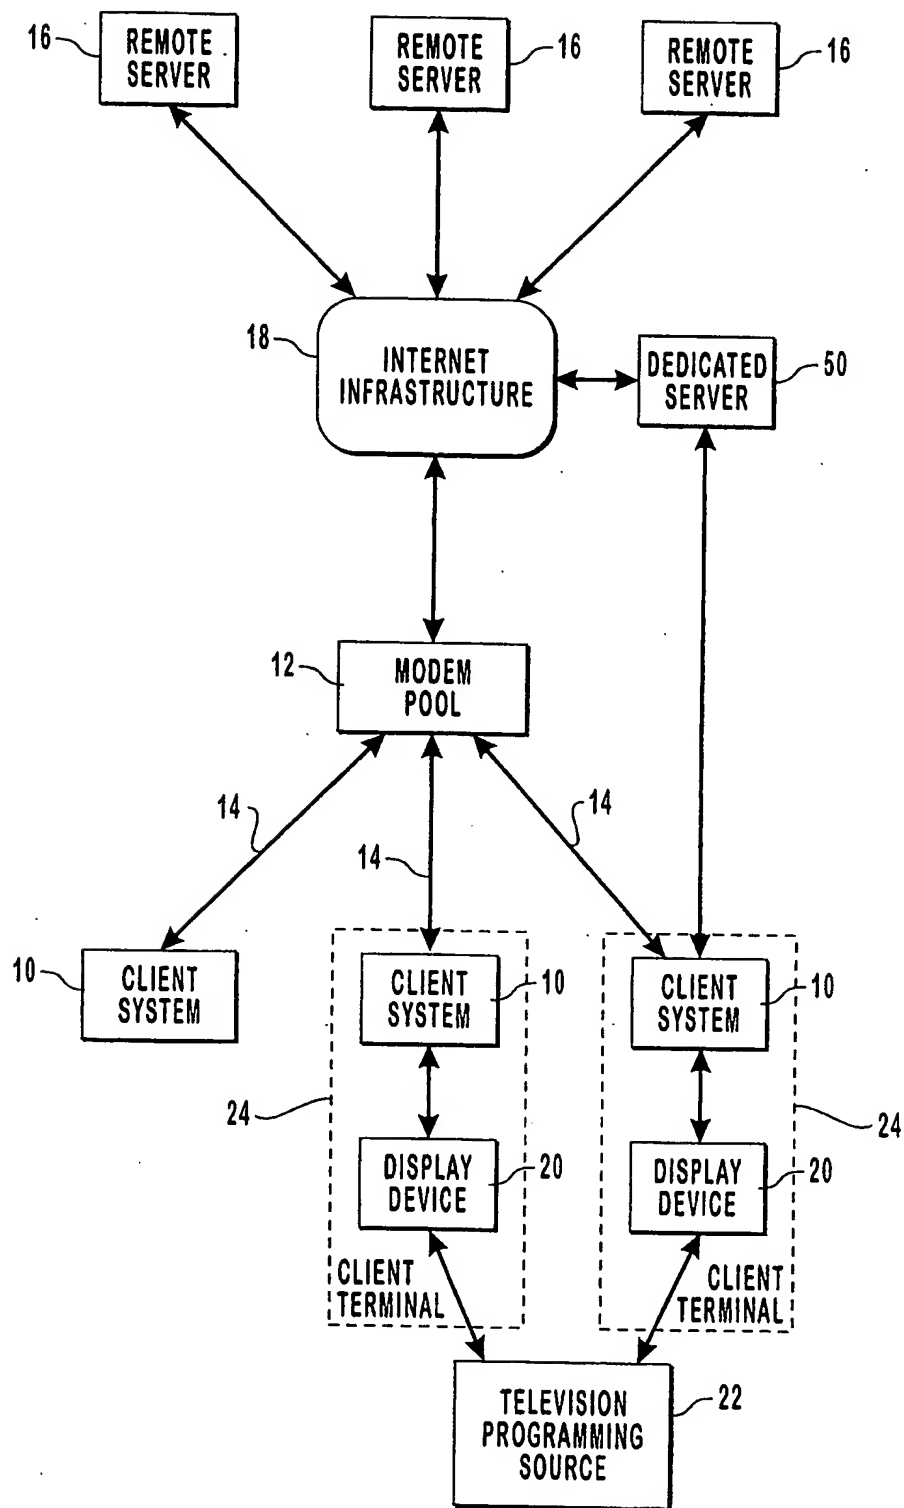 16
REMOTE
SERVER
REMOTE
SERVER
16
REMOTE
SERVER
16
18
INTERNET
INFRASTRUCTURE
DEDICATED
SERVER
50
12
MODEM
POOL
14
14
14
10
CLIENT
SYSTEM
CLIENT
SYSTEM
10
CLIENT
SYSTEM
10
24
24
DISPLAY
DEVICE
20
DISPLAY
DEVICE
20
CLIENT
TERMINAL
CLIENT
TERMINAL
TELEVISION
PROGRAMMING
SOURCE
22